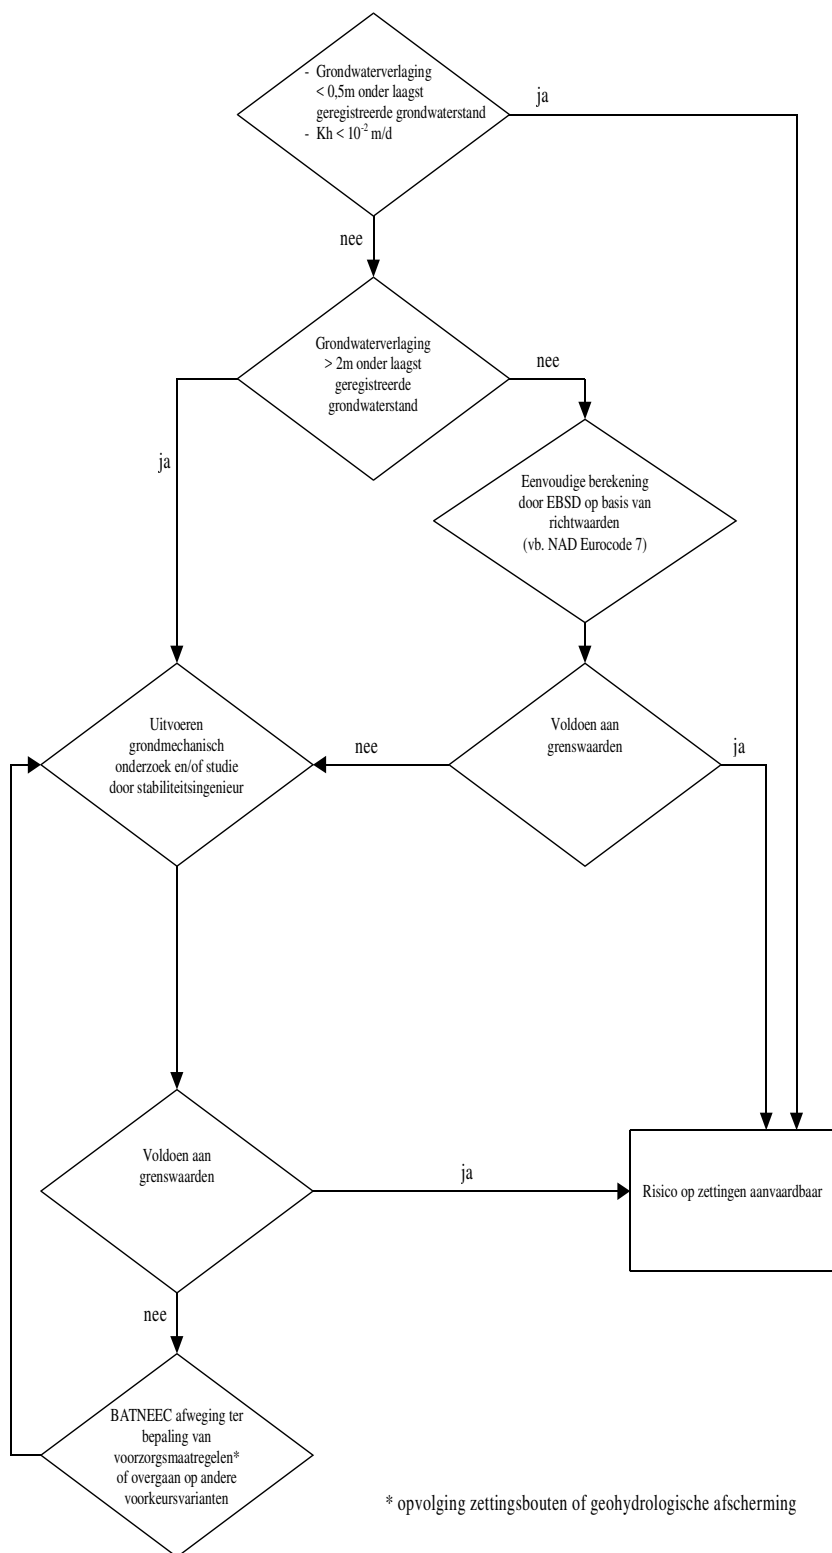 - Grondwaterverlaging
< 0,5m onder laagst
geregistreerde grondwaterstand
- Kh < 10⁻² m/d
ja
nee
Grondwaterverlaging
> 2m onder laagst
geregistreerde
grondwaterstand
nee
ja
Eenvoudige berekening
door EBSD op basis van
richtwaarden
(vb. NAD Eurocode 7)
Uitvoeren
grondmechanisch
onderzoek en/of studie
door stabiliteitsingenieur
nee
Voldoen aan
grenswaarden
ja
Voldoen aan
grenswaarden
ja
Risico op zettingen aanvaardbaar
nee
BATNEEC afweging ter
bepaling van
voorzorgsmaatregelen*
of overgaan op andere
voorkeursvarianten
* opvolging zettingsbouten of geohydrologische afscherming